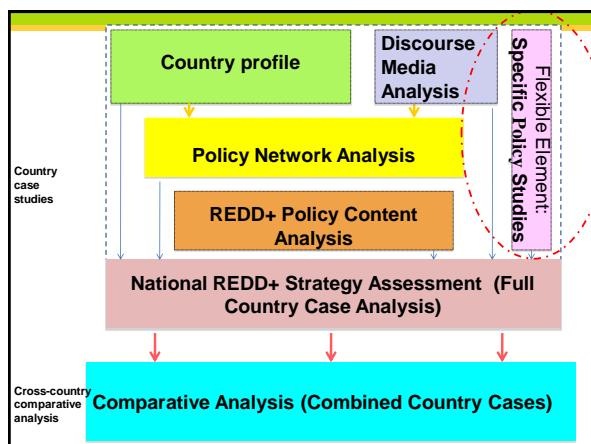 Country profile
Discourse
Media
Analysis
Flexible Element:
Specific Policy Studies
Policy Network Analysis
Country
case
studies
REDD+ Policy Content
Analysis
National REDD+ Strategy Assessment (Full
Country Case Analysis)
Cross-country
comparative
analysis
Comparative Analysis (Combined Country Cases)